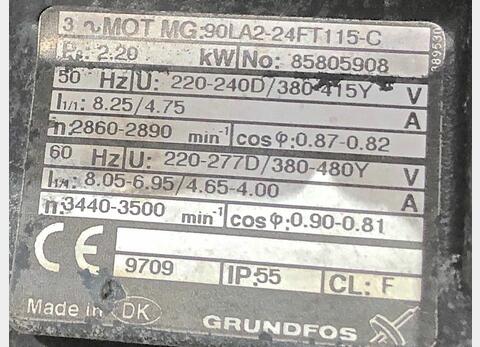 3 ~ MOT MG: 90LA2-24FT115-C
P₂: 2.20 kW No: 85805908
50 Hz U: 220-240D/380-415Y V
I1/1: 8.25/4.75 A
n: 2860-2890 min⁻¹ cos φ: 0.87-0.82
60 Hz U: 220-277D/380-480Y V
I1/1: 8.05-6.95/4.65-4.00 A
n: 3440-3500 min⁻¹ cos φ: 0.90-0.81
CE
9709 IP: 55 CL: F
Made in DK GRUNDFOS